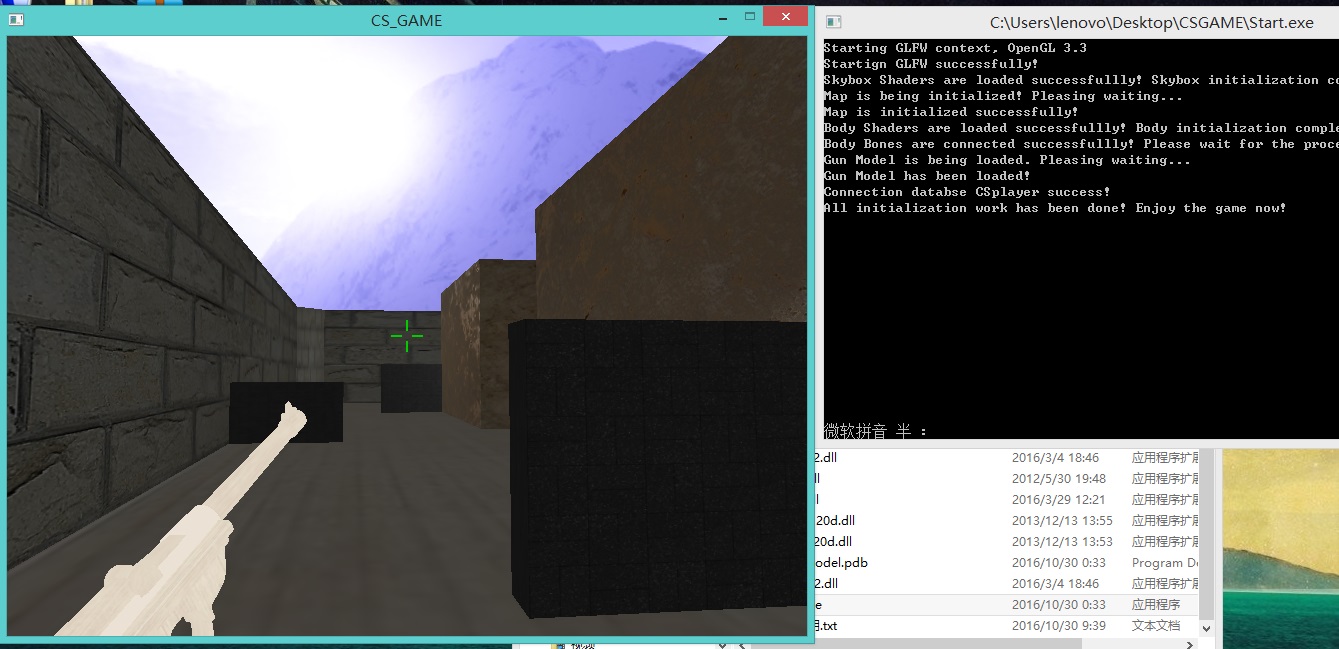 CS_GAME
C:\Users\lenovo\Desktop\CSGAME\Start.exe
Starting GLFW context, OpenGL 3.3
Startign GLFW successfully!
Skybox Shaders are loaded successfullly! Skybox initialization
Map is being initialized! Pleasing waiting...
Map is initialized successfully!
Body Shaders are loaded successfullly! Body initialization
Body Bones are connected successfullly! Please wait for the
Gun Model is being loaded. Pleasing waiting...
Gun Model has been loaded!
Connection databse CSplayer success!
All initialization work has been done! Enjoy the game now!
微软拼音 半 :
2.dll 2016/3/4 18:46 应用程序扩
ll 2012/5/30 19:48 应用程序扩
l 2016/3/29 12:21 应用程序扩
20d.dll 2013/12/13 13:55 应用程序扩
20d.dll 2013/12/13 13:53 应用程序扩
odel.pdb 2016/10/30 0:33 Program
2.dll 2016/3/4 18:46 应用程序扩
e 2016/10/30 0:33 应用程序
.txt 2016/10/30 9:39 文本文档